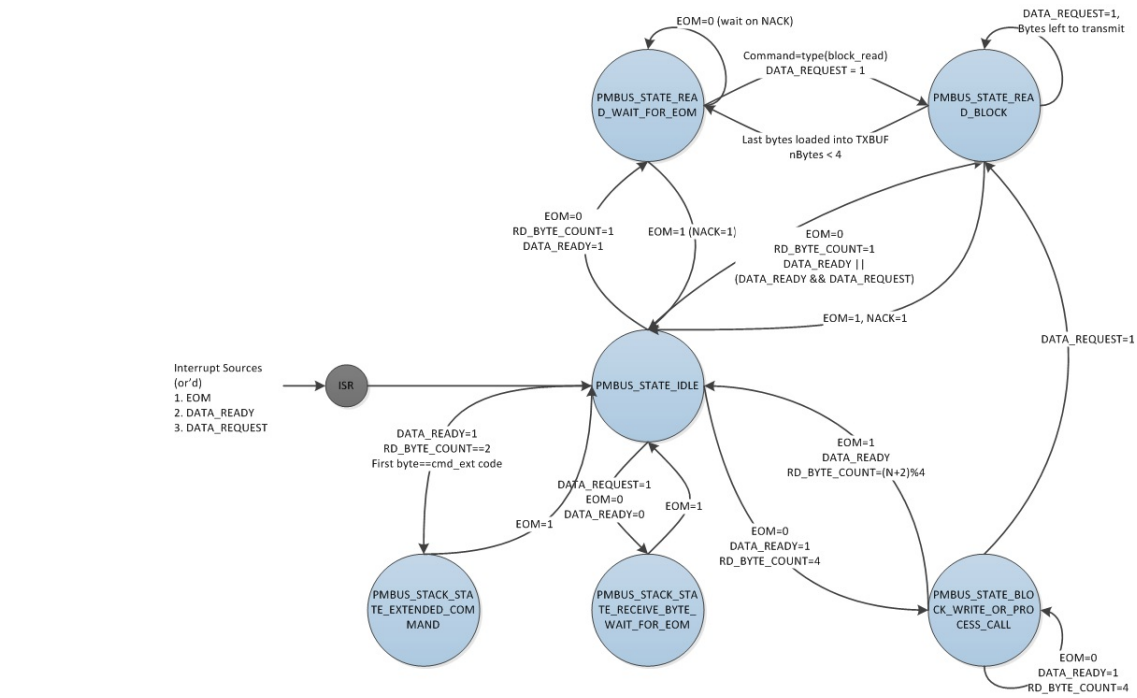 DATA_REQUEST=1,
Bytes left to transmit
EOM=0 (wait on NACK)
Command=type(block_read)
DATA_REQUEST = 1
PMBUS_STATE_REA
D_WAIT_FOR_EOM
PMBUS_STATE_REA
D_BLOCK
Last bytes loaded into TXBUF
nBytes < 4
EOM=0
RD_BYTE_COUNT=1
DATA_READY=1
EOM=1 (NACK=1)
EOM=0
RD_BYTE_COUNT=1
DATA_READY ||
(DATA_READY && DATA_REQUEST)
EOM=1, NACK=1
DATA_REQUEST=1
Interrupt Sources
(or'd)
1. EOM
2. DATA_READY
3. DATA_REQUEST
ISR
PMBUS_STATE_IDLE
DATA_READY=1
RD_BYTE_COUNT==2
First byte==cmd_ext code
EOM=1
DATA_READY
RD_BYTE_COUNT=(N+2)%4
DATA_REQUEST=1
EOM=0
DATA_READY=0
EOM=1
EOM=1
EOM=0
DATA_READY=1
RD_BYTE_COUNT=4
PMBUS_STACK_STA
TE_EXTENDED_COM
MAND
PMBUS_STACK_STA
TE_RECEIVE_BYTE_
WAIT_FOR_EOM
PMBUS_STATE_BLO
CK_WRITE_OR_PRO
CESS_CALL
EOM=0
DATA_READY=1
RD_BYTE_COUNT=4